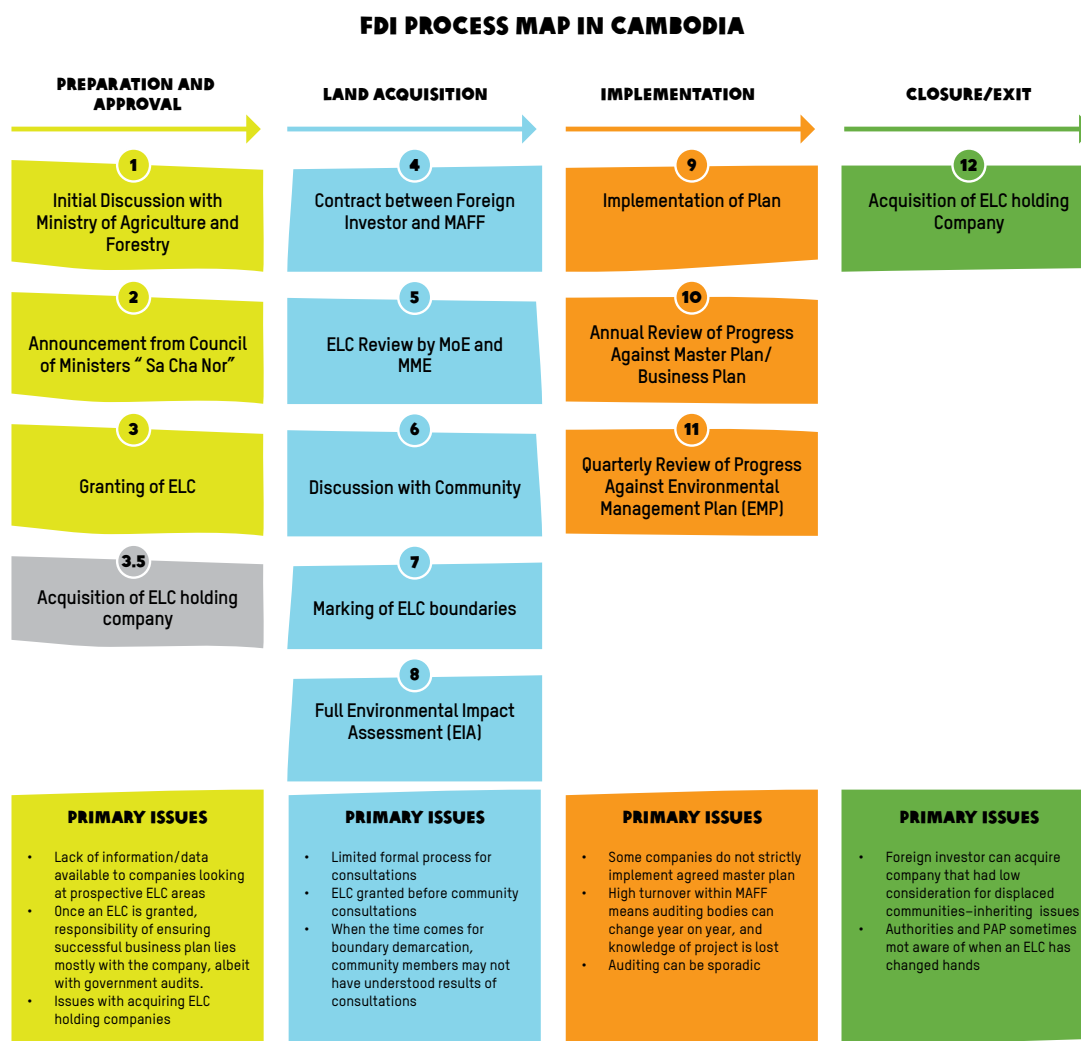 FDI PROCESS MAP IN CAMBODIA
PREPARATION AND
APPROVAL
1
Initial Discussion with
Ministry of Agriculture and
Forestry
2
Announcement from Council
of Ministers “ Sa Cha Nor”
3
Granting of ELC
3.5
Acquisition of ELC holding
company
PRIMARY ISSUES
• Lack of information/data
available to companies looking
at prospective ELC areas
• Once an ELC is granted,
responsibility of ensuring
successful business plan lies
mostly with the company, albeit
with government audits.
• Issues with acquiring ELC
holding companies
LAND ACQUISITION
4
Contract between Foreign
Investor and MAFF
5
ELC Review by MoE and
MME
6
Discussion with Community
7
Marking of ELC boundaries
8
Full Environmental Impact
Assessment (EIA)
PRIMARY ISSUES
• Limited formal process for
consultations
• ELC granted before community
consultations
• When the time comes for
boundary demarcation,
community members may not
have understood results of
consultations
IMPLEMENTATION
9
Implementation of Plan
10
Annual Review of Progress
Against Master Plan/
Business Plan
11
Quarterly Review of Progress
Against Environmental
Management Plan (EMP)
PRIMARY ISSUES
• Some companies do not strictly
implement agreed master plan
• High turnover within MAFF
means auditing bodies can
change year on year, and
knowledge of project is lost
• Auditing can be sporadic
CLOSURE/EXIT
12
Acquisition of ELC holding
Company
PRIMARY ISSUES
• Foreign investor can acquire
company that had low
consideration for displaced
communities–inheriting issues
• Authorities and PAP sometimes
mot aware of when an ELC has
changed hands